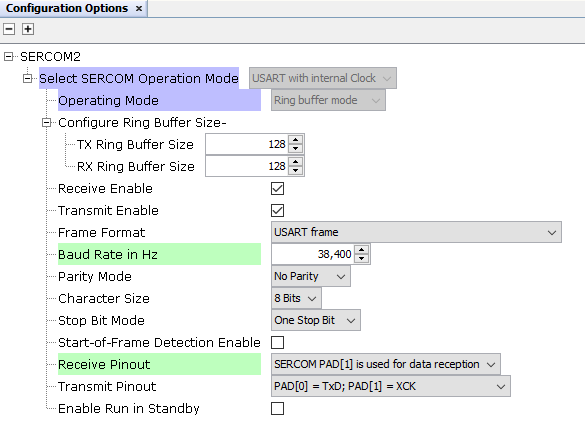 Configuration Options ×
SERCOM2
Select SERCOM Operation Mode USART with internal Clock
Operating Mode Ring buffer mode
Configure Ring Buffer Size-
TX Ring Buffer Size 128
RX Ring Buffer Size 128
Receive Enable
Transmit Enable
Frame Format USART frame
Baud Rate in Hz 38,400
Parity Mode No Parity
Character Size 8 Bits
Stop Bit Mode One Stop Bit
Start-of-Frame Detection Enable
Receive Pinout SERCOM PAD[1] is used for data reception
Transmit Pinout PAD[0] = TxD; PAD[1] = XCK
Enable Run in Standby